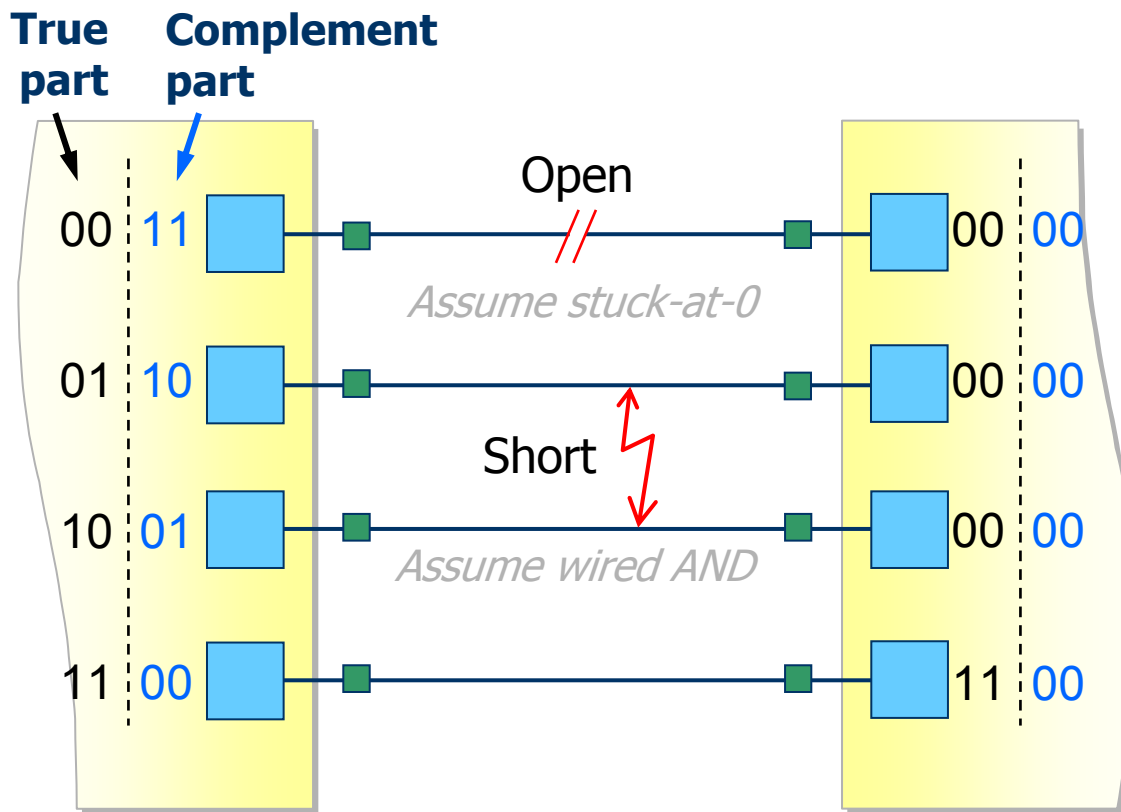 True Complement
part part
Open
00 11 00 00
Assume stuck-at-0
01 10 00 00
Short
10 01 00 00
Assume wired AND
11 00 11 00